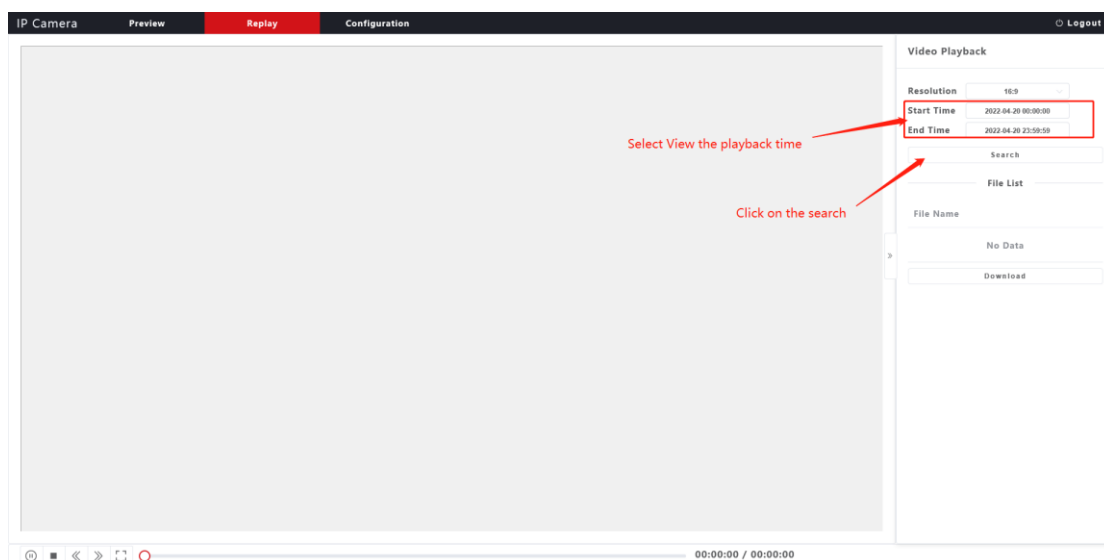 IP Camera Preview Replay Configuration Logout
Video Playback
Resolution 16:9
Start Time 2022-04-20 00:00:00
End Time 2022-04-20 23:59:59
Select View the playback time
Search
File List
Click on the search
File Name
No Data
Download
00:00:00 / 00:00:00